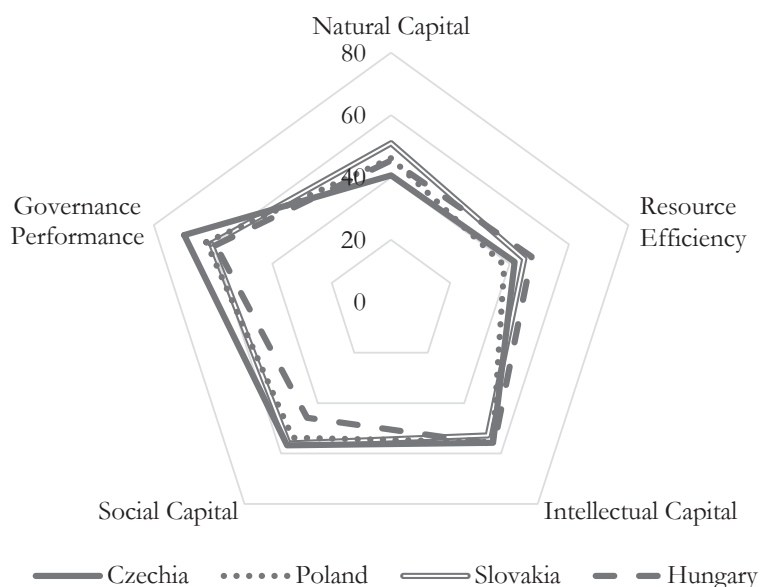 Natural Capital
80
60
40
20
0
Governance
Performance
Resource
Efficiency
Social Capital
Intellectual Capital
Czechia
Poland
Slovakia
Hungary